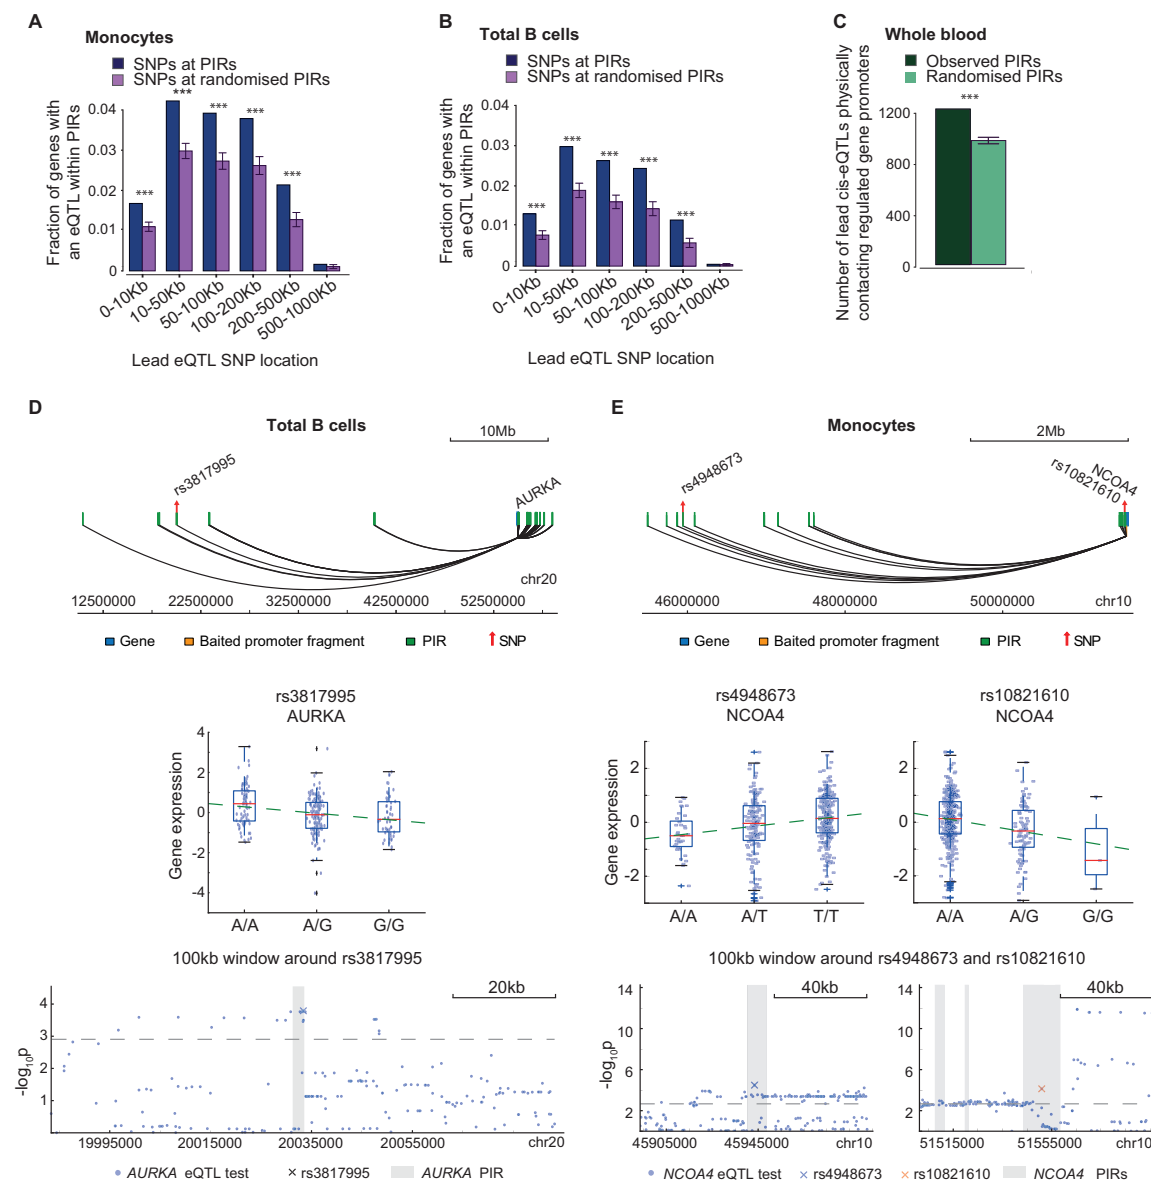 A
Monocytes
SNPs at PIRs
SNPs at randomised PIRs
Fraction of genes with
an eQTL within PIRs
0.04
0.03
0.02
0.01
0
***
***
***
***
***
0-10Kb
10-50Kb
50-100Kb
100-200Kb
200-500Kb
500-1000Kb
Lead eQTL SNP location
B
Total B cells
SNPs at PIRs
SNPs at randomised PIRs
Fraction of genes with
an eQTL within PIRs
0.04
0.03
0.02
0.01
0
***
***
***
***
***
0-10Kb
10-50Kb
50-100Kb
100-200Kb
200-500Kb
500-1000Kb
Lead eQTL SNP location
C
Whole blood
Observed PIRs
Randomised PIRs
Number of lead cis-eQTLs physically
contacting regulated gene promoters
***
1200
800
400
0
D
Total B cells
10Mb
rs3817995
AURKA
chr20
12500000 22500000 32500000 42500000 52500000
Gene Baited promoter fragment PIR SNP
rs3817995
AURKA
Gene expression
4
2
0
-2
-4
A/A A/G G/G
100kb window around rs3817995
20kb
-log10p
4
3
2
1
19995000 20015000 20035000 20055000 chr20
AURKA eQTL test × rs3817995 AURKA PIR
E
Monocytes
2Mb
rs4948673
rs10821610
NCOA4
46000000 48000000 50000000 chr10
Gene Baited promoter fragment PIR SNP
rs4948673
NCOA4
Gene expression
2
0
-2
A/A A/T T/T
rs10821610
NCOA4
2
0
-2
A/A A/G G/G
100kb window around rs4948673 and rs10821610
40kb
-log10p
14
10
6
2
45905000 45945000 chr10
40kb
14
10
6
2
51515000 51555000 chr10
NCOA4 eQTL test × rs4948673 × rs10821610 NCOA4 PIRs